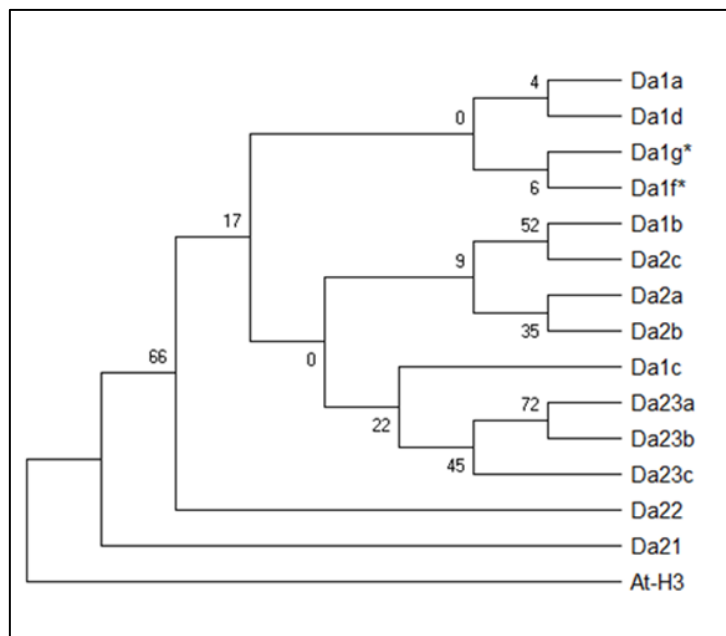 4
Da1a
Da1d
0
Da1g*
6
Da1f*
17
52
Da1b
9
Da2c
Da2a
35
Da2b
66
0
Da1c
72
Da23a
22
Da23b
45
Da23c
Da22
Da21
At-H3